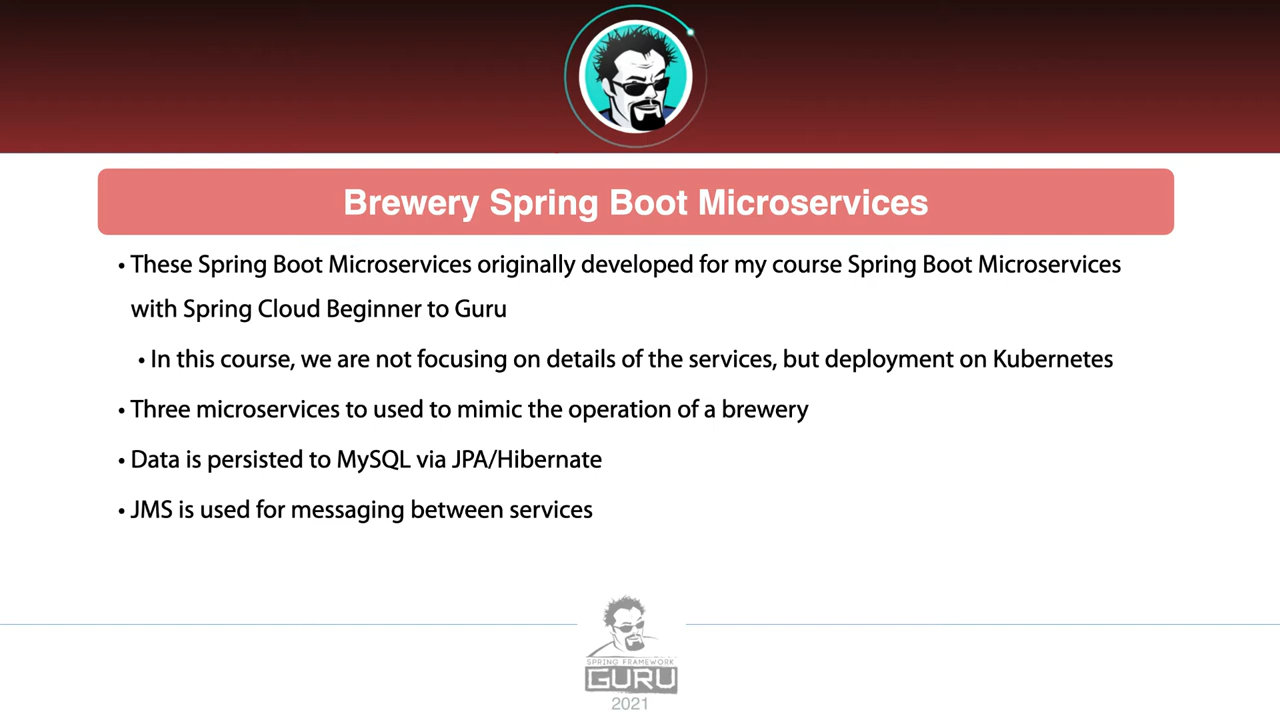 Brewery Spring Boot Microservices
• These Spring Boot Microservices originally developed for my course Spring Boot Microservices
with Spring Cloud Beginner to Guru
• In this course, we are not focusing on details of the services, but deployment on Kubernetes
• Three microservices to used to mimic the operation of a brewery
• Data is persisted to MySQL via JPA/Hibernate
• JMS is used for messaging between services
SPRING FRAMEWORK
GURU
2021